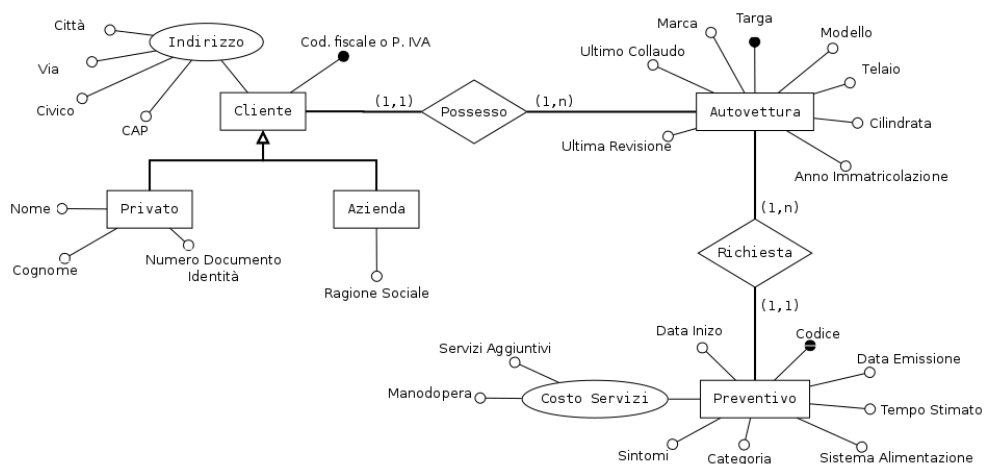 Città
Indirizzo
Cod. fiscale o P. IVA
Via
Civico
CAP
Cliente
(1,1)
Possesso
(1,n)
Marca
Targa
Modello
Ultimo Collaudo
Telaio
Autovettura
Cilindrata
Ultima Revisione
Anno Immatricolazione
Nome
Privato
Azienda
Cognome
Numero Documento
Identità
Ragione Sociale
(1,n)
Richiesta
(1,1)
Data Inizo
Codice
Servizi Aggiuntivi
Data Emissione
Manodopera
Costo Servizi
Preventivo
Tempo Stimato
Sintomi
Categoria
Sistema Alimentazione